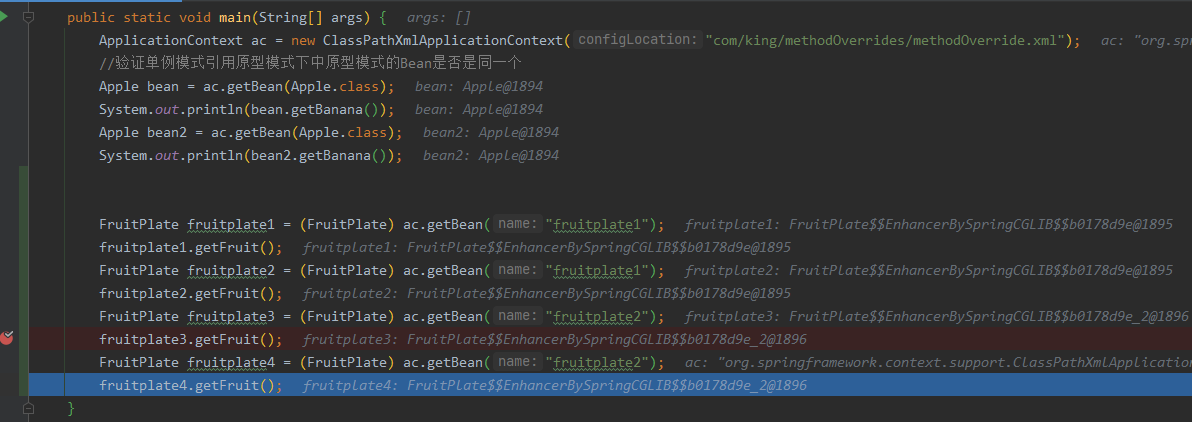 public static void main(String[] args) { args: []
ApplicationContext ac = new ClassPathXmlApplicationContext( configLocation: "com/king/methodOverrides/methodOverride.xml"); ac: "org.spr
//验证单例模式引用原型模式下中原型模式的Bean是否是同一个
Apple bean = ac.getBean(Apple.class); bean: Apple@1894
System.out.println(bean.getBanana()); bean: Apple@1894
Apple bean2 = ac.getBean(Apple.class); bean2: Apple@1894
System.out.println(bean2.getBanana()); bean2: Apple@1894
FruitPlate fruitplate1 = (FruitPlate) ac.getBean( name: "fruitplate1"); fruitplate1: FruitPlate$$EnhancerBySpringCGLIB$$b0178d9e@1895
fruitplate1.getFruit(); fruitplate1: FruitPlate$$EnhancerBySpringCGLIB$$b0178d9e@1895
FruitPlate fruitplate2 = (FruitPlate) ac.getBean( name: "fruitplate1"); fruitplate2: FruitPlate$$EnhancerBySpringCGLIB$$b0178d9e@1895
fruitplate2.getFruit(); fruitplate2: FruitPlate$$EnhancerBySpringCGLIB$$b0178d9e@1895
FruitPlate fruitplate3 = (FruitPlate) ac.getBean( name: "fruitplate2"); fruitplate3: FruitPlate$$EnhancerBySpringCGLIB$$b0178d9e_2@1896
fruitplate3.getFruit(); fruitplate3: FruitPlate$$EnhancerBySpringCGLIB$$b0178d9e_2@1896
FruitPlate fruitplate4 = (FruitPlate) ac.getBean( name: "fruitplate2"); ac: "org.springframework.context.support.ClassPathXmlApplication
fruitplate4.getFruit(); fruitplate4: FruitPlate$$EnhancerBySpringCGLIB$$b0178d9e_2@1896
}